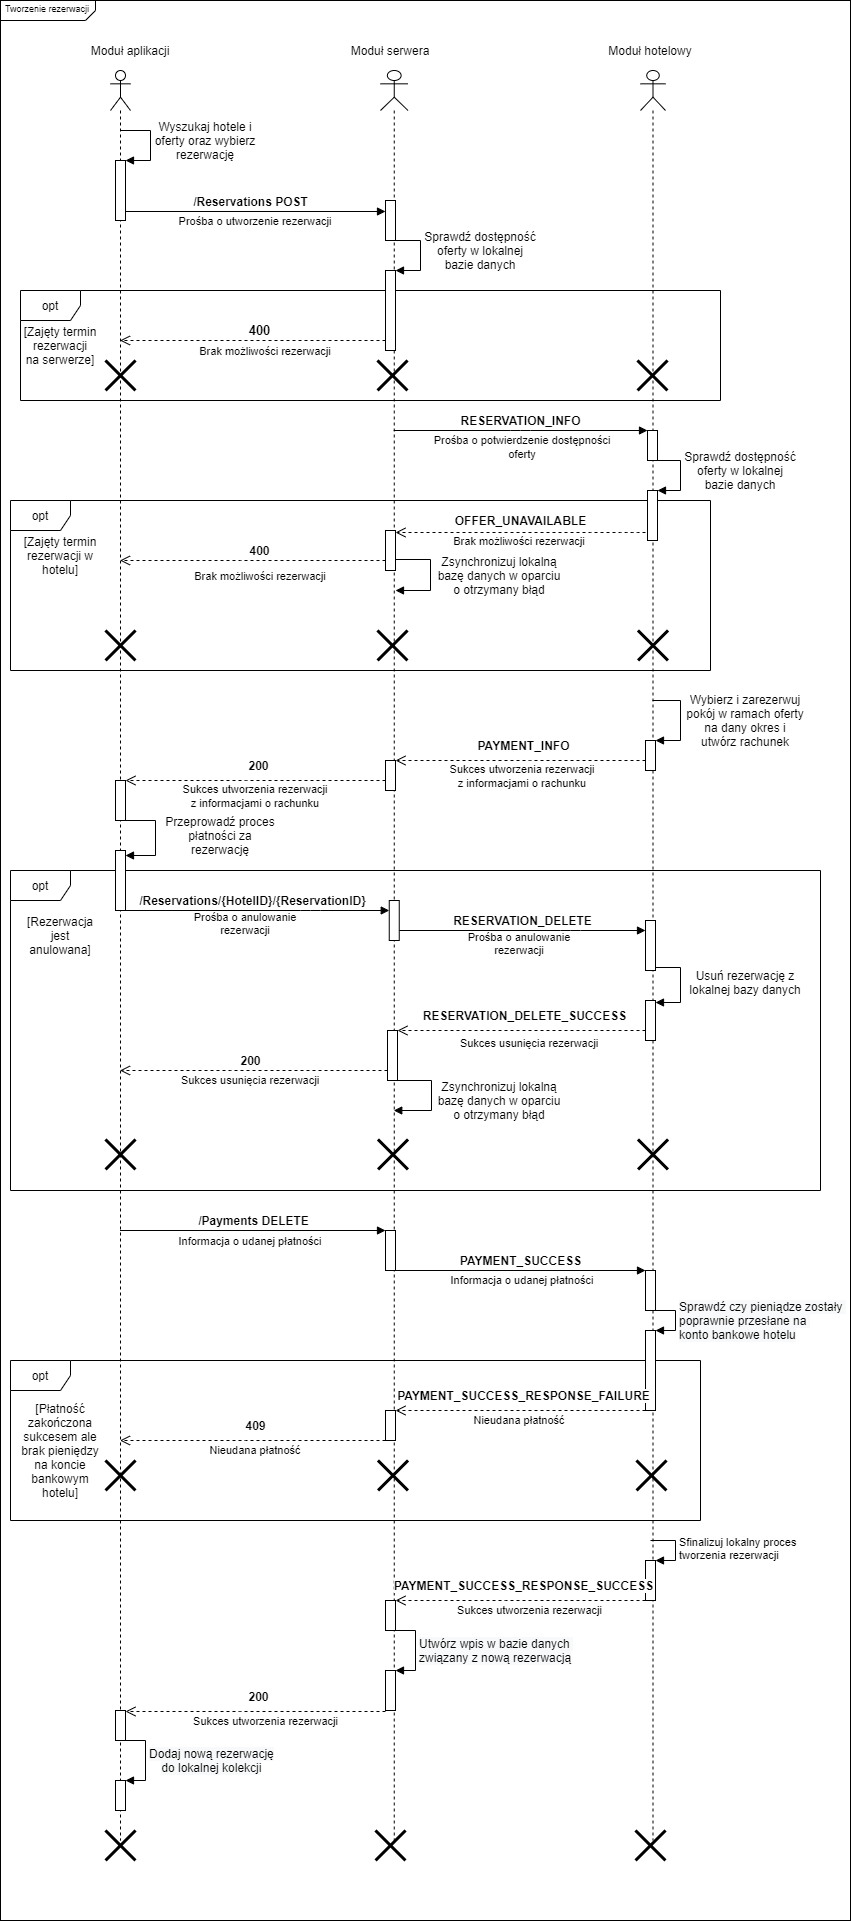 Tworzenie rezerwacji
Moduł aplikacji
Moduł serwera
Moduł hotelowy
Wyszukaj hotele i
oferty oraz wybierz
rezerwację
/Reservations POST
Prośba o utworzenie rezerwacji
Sprawdź dostępność
oferty w lokalnej
bazie danych
opt
[Zajęty termin
rezerwacji
na serwerze]
400
Brak możliwości rezerwacji
RESERVATION_INFO
Prośba o potwierdzenie dostępności
oferty
Sprawdź dostępność
oferty w lokalnej
bazie danych
opt
[Zajęty termin
rezerwacji w
hotelu]
OFFER_UNAVAILABLE
Brak możliwości rezerwacji
400
Brak możliwości rezerwacji
Zsynchronizuj lokalną
bazę danych w oparciu
o otrzymany błąd
Wybierz i zarezerwuj
pokój w ramach oferty
na dany okres i
utwórz rachunek
PAYMENT_INFO
Sukces utworzenia rezerwacji
z informacjami o rachunku
200
Sukces utworzenia rezerwacji
z informacjami o rachunku
Przeprowadź proces
płatności za
rezerwację
opt
[Rezerwacja
jest
anulowana]
/Reservations/{HotelID}/{ReservationID}
Prośba o anulowanie
rezerwacji
RESERVATION_DELETE
Prośba o anulowanie
rezerwacji
Usuń rezerwację z
lokalnej bazy danych
RESERVATION_DELETE_SUCCESS
Sukces usunięcia rezerwacji
200
Sukces usunięcia rezerwacji
Zsynchronizuj lokalną
bazę danych w oparciu
o otrzymany błąd
/Payments DELETE
Informacja o udanej płatności
PAYMENT_SUCCESS
Informacja o udanej płatności
Sprawdź czy pieniądze zostały
poprawnie przesłane na
konto bankowe hotelu
opt
[Płatność
zakończona
sukcesem ale
brak pieniędzy
na koncie
bankowym
hotelu]
PAYMENT_SUCCESS_RESPONSE_FAILURE
Nieudana płatność
409
Nieudana płatność
Sfinalizuj lokalny proces
tworzenia rezerwacji
PAYMENT_SUCCESS_RESPONSE_SUCCESS
Sukces utworzenia rezerwacji
Utwórz wpis w bazie danych
związany z nową rezerwacją
200
Sukces utworzenia rezerwacji
Dodaj nową rezerwację
do lokalnej kolekcji